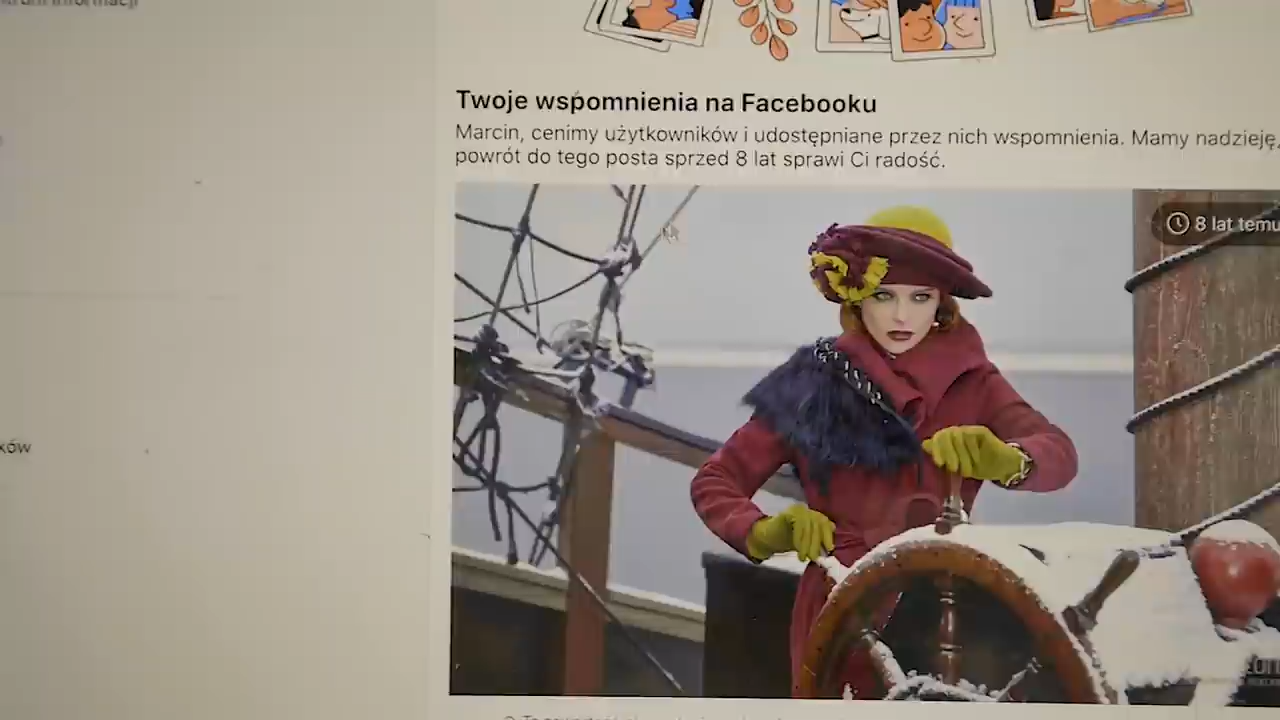 Twoje wspomnienia na Facebooku
Marcin, cenimy użytkowników i udostępniane przez nich wspomnienia. Mamy nadzieję,
powrót do tego posta sprzed 8 lat sprawi Ci radość.
8 lat temu
ków